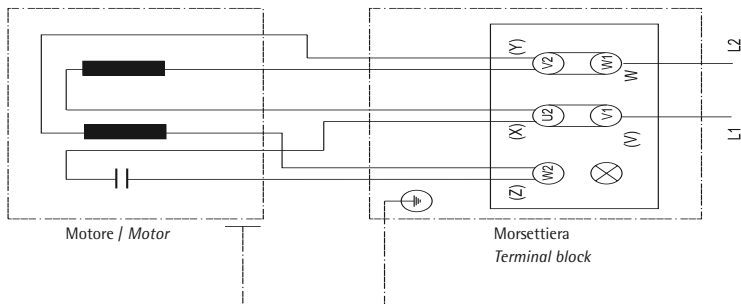 (Y)
V2
W1
W
L2
(X)
U2
V1
(V)
L1
(Z)
W2
Motore / Motor
Morsettiera
Terminal block